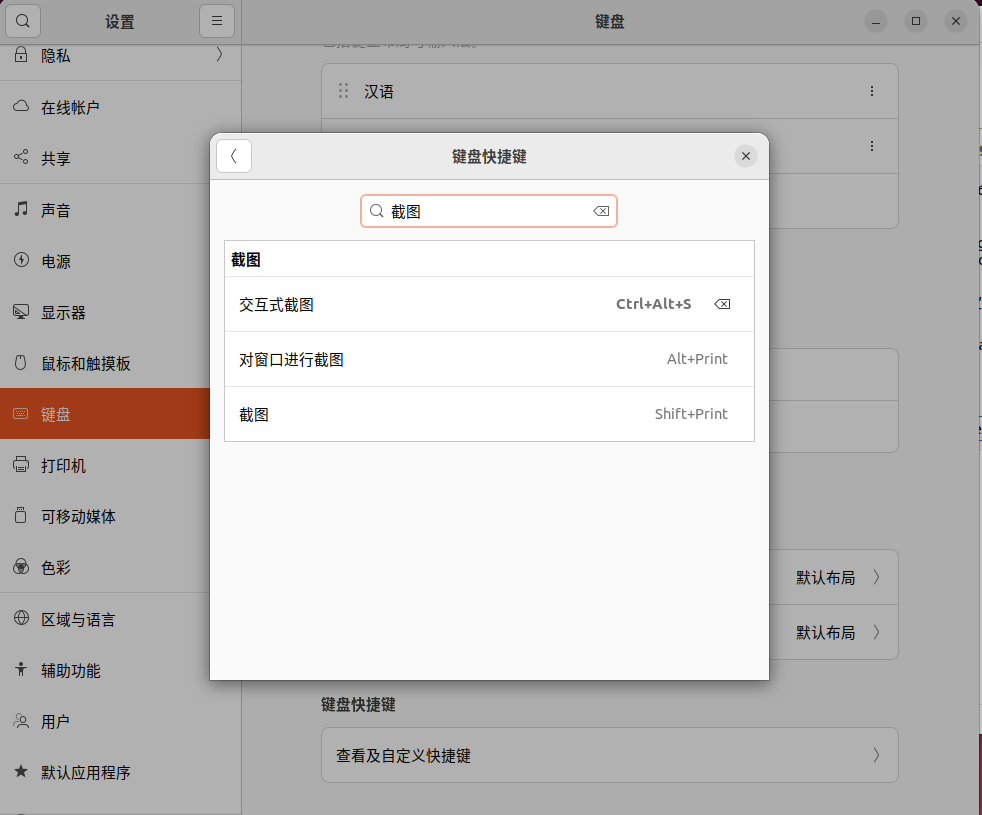 设置
键盘
隐私
在线帐户
共享
声音
电源
显示器
鼠标和触摸板
键盘
打印机
可移动媒体
色彩
区域与语言
辅助功能
用户
默认应用程序
汉语
键盘快捷键
截图
截图
交互式截图 Ctrl+Alt+S
对窗口进行截图 Alt+Print
截图 Shift+Print
默认布局
默认布局
键盘快捷键
查看及自定义快捷键